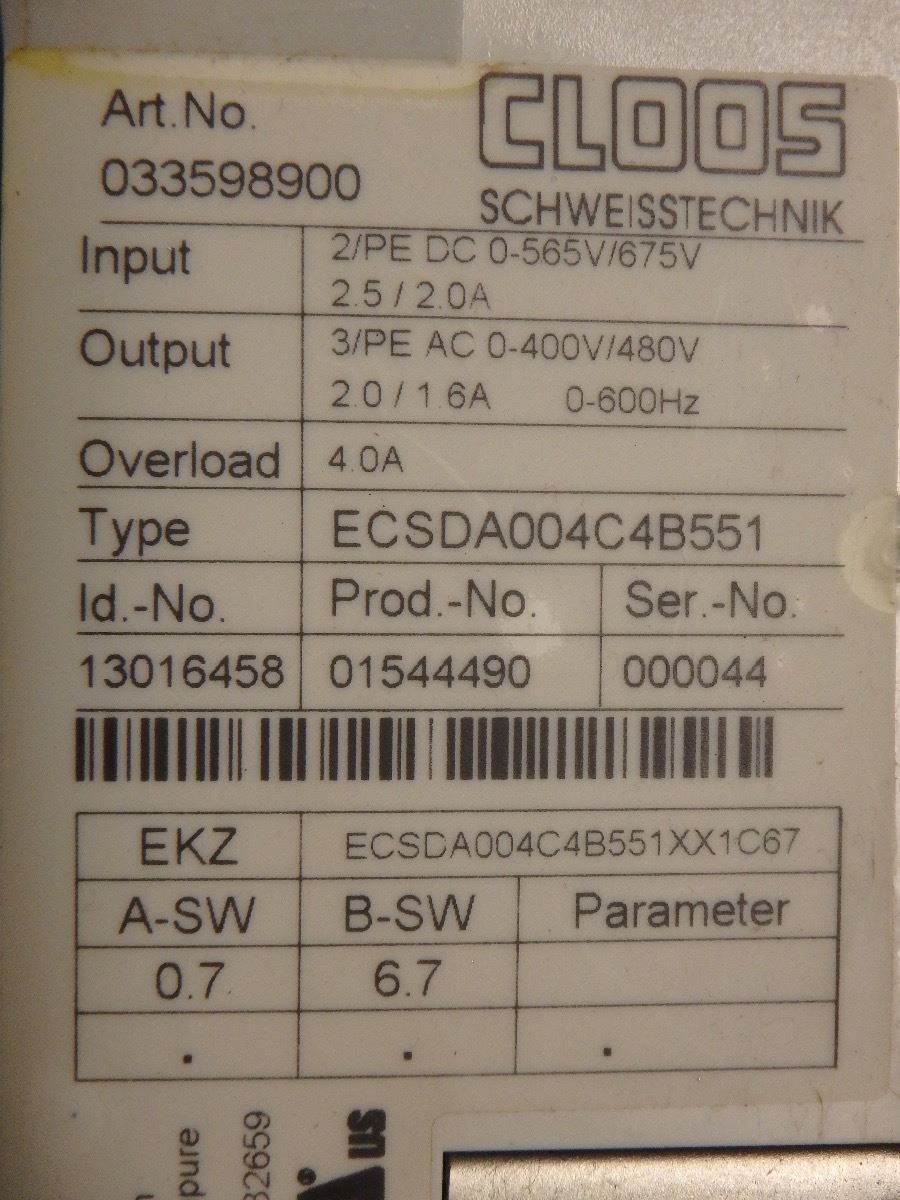 Art.No.
033598900
CLOOS
SCHWEISSTECHNIK
Input 2/PE DC 0-565V/675V
2.5 / 2.0A
Output 3/PE AC 0-400V/480V
2.0 / 1.6A 0-600Hz
Overload 4.0A
Type ECSDA004C4B551
Id.-No. Prod.-No. Ser.-No.
13016458 01544490 000044
EKZ ECSDA004C4B551XX1C67
A-SW B-SW Parameter
0.7 6.7
. . .
US